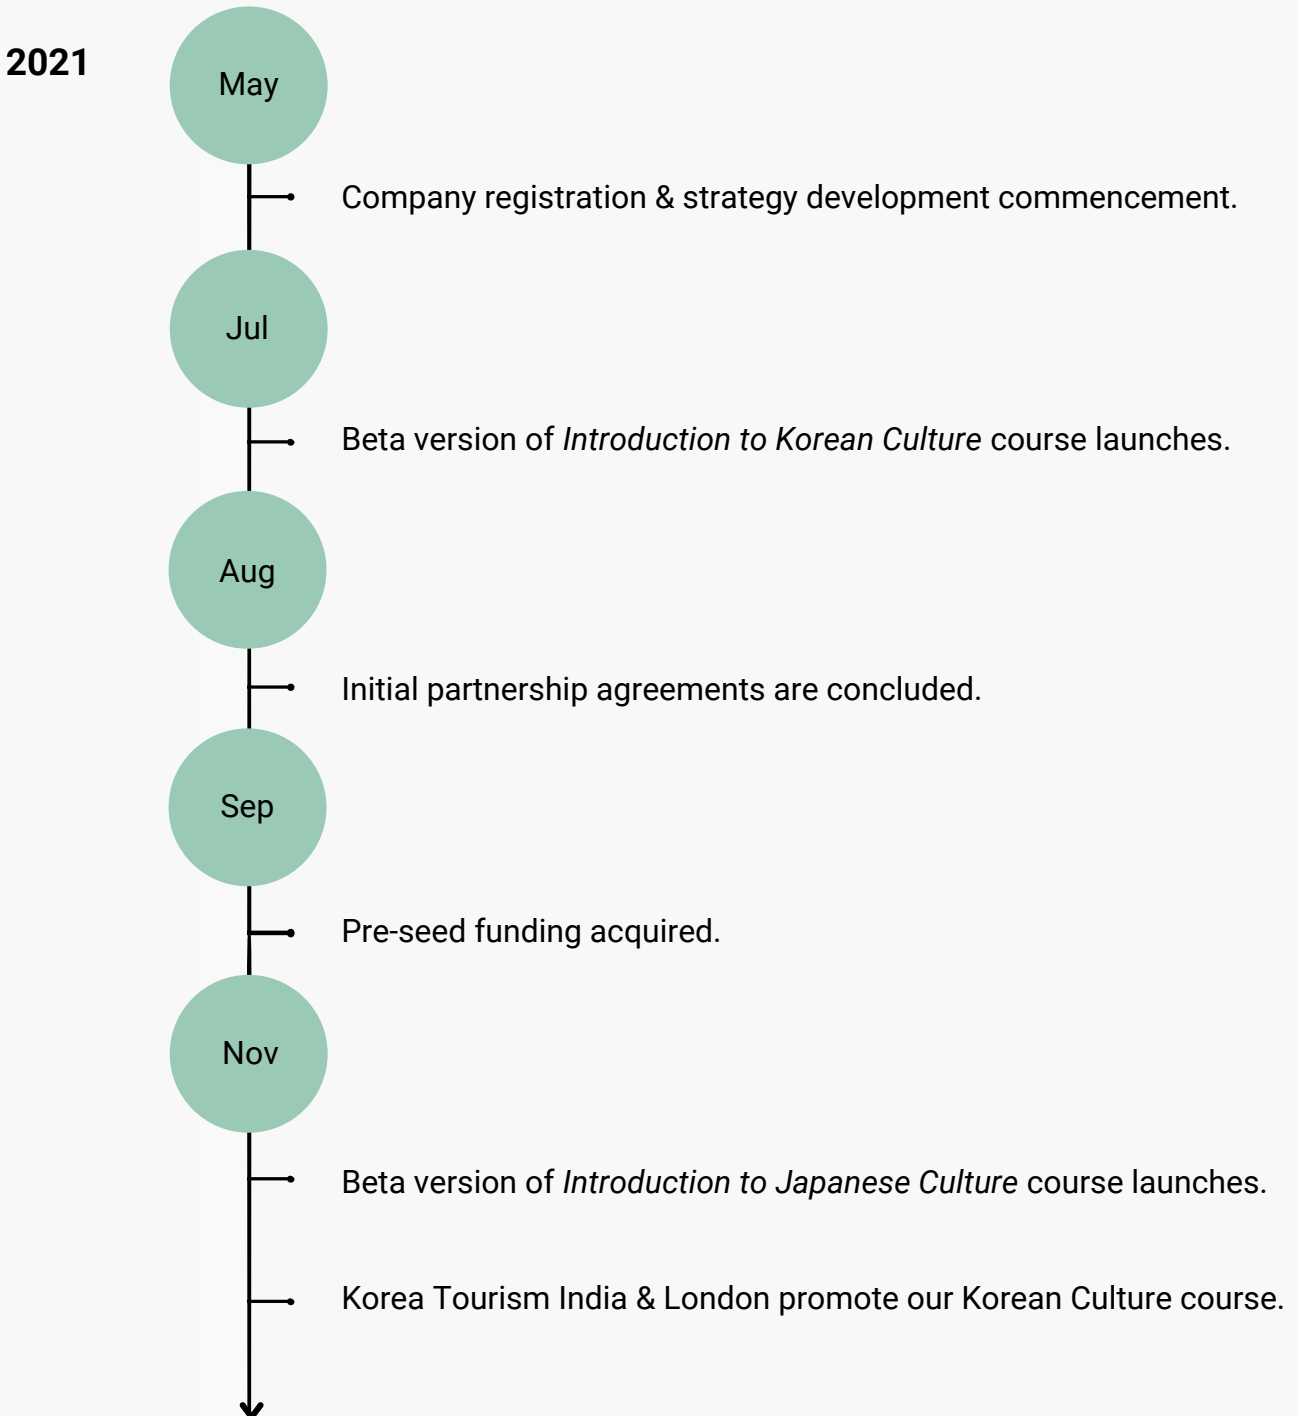 2021
May
Company registration & strategy development commencement.
Jul
Beta version of Introduction to Korean Culture course launches.
Aug
Initial partnership agreements are concluded.
Sep
Pre-seed funding acquired.
Nov
Beta version of Introduction to Japanese Culture course launches.
Korea Tourism India & London promote our Korean Culture course.